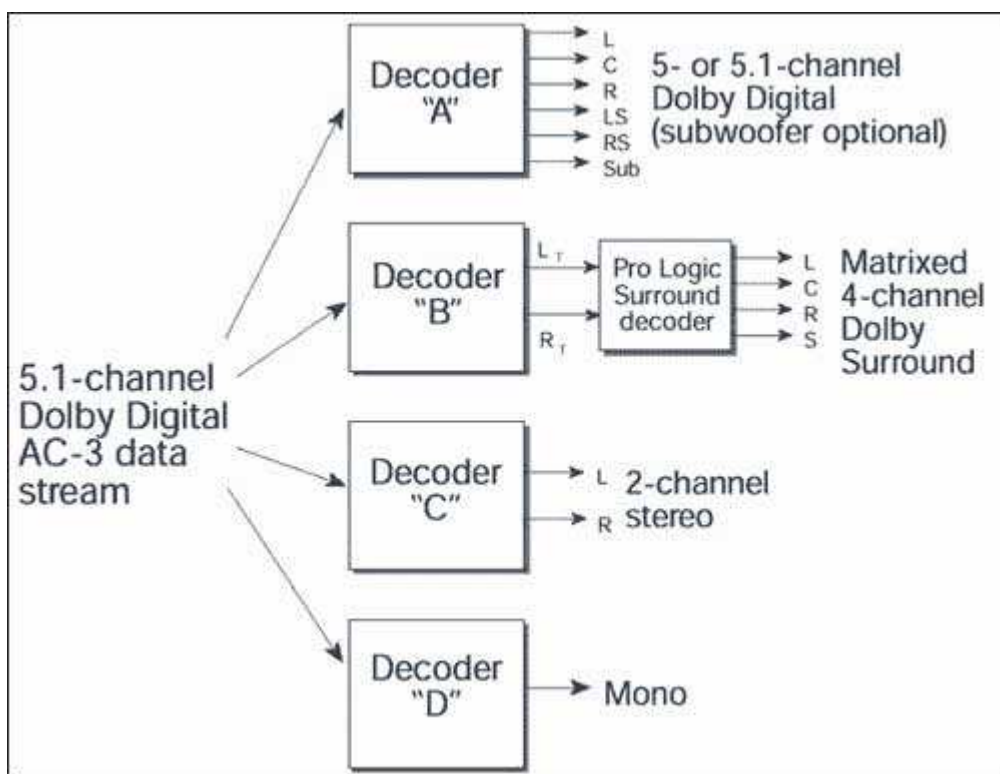 5.1-channel
Dolby Digital
AC-3 data
stream
Decoder
"A"
L
C
R
LS
RS
Sub
5- or 5.1-channel
Dolby Digital
(subwoofer optional)
Decoder
"B"
L T
R T
Pro Logic
Surround
decoder
L
C
R
S
Matrixed
4-channel
Dolby
Surround
Decoder
"C"
L
R
2-channel
stereo
Decoder
"D"
Mono